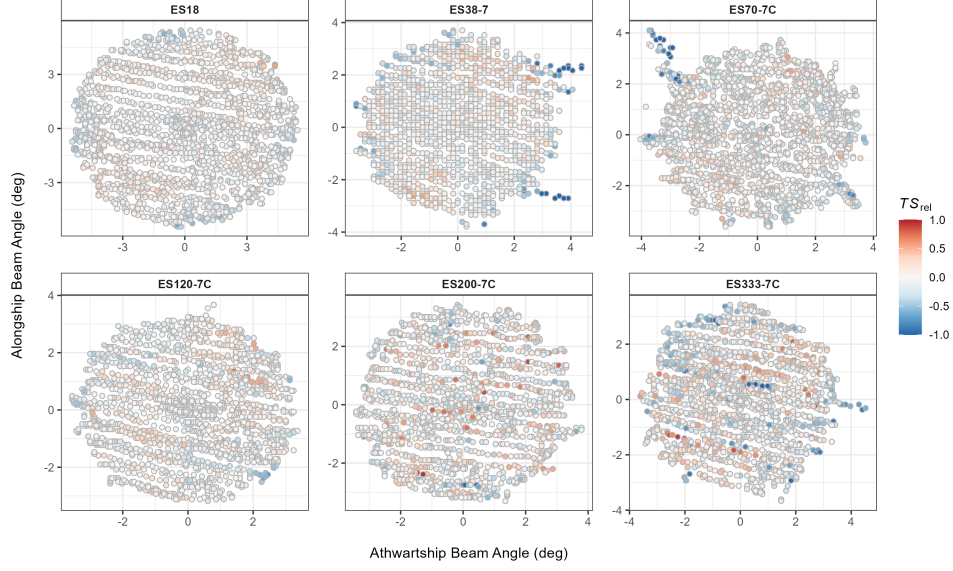 ES18 ES38-7 ES70-7C
3 0 -3
4 2 0 -2 -4
4 2 0 -2
-3 0 3
-2 0 2 4
-4 -2 0 2 4
Alongship Beam Angle (deg)
TSrel
1.0
0.5
0.0
-0.5
-1.0
ES120-7C ES200-7C ES333-7C
4 2 0 -2
2 0 -2
2 0 -2 -4
-2 0 2
-2 0 2 4
-4 -2 0 2 4
Athwartship Beam Angle (deg)